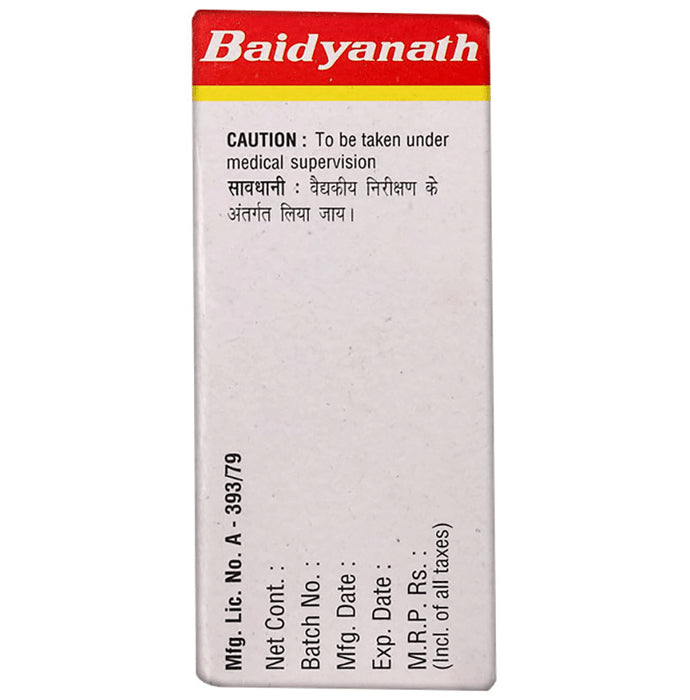 Baidyanath
CAUTION : To be taken under
medical supervision
सावधानी : वैद्यकीय निरीक्षण के
अंतर्गत लिया जाय।
Mfg. Lic. No. A - 393/79
Net Cont. :
Batch No. :
Mfg. Date :
Exp. Date :
M.R.P. Rs. :
(Incl. of all taxes)